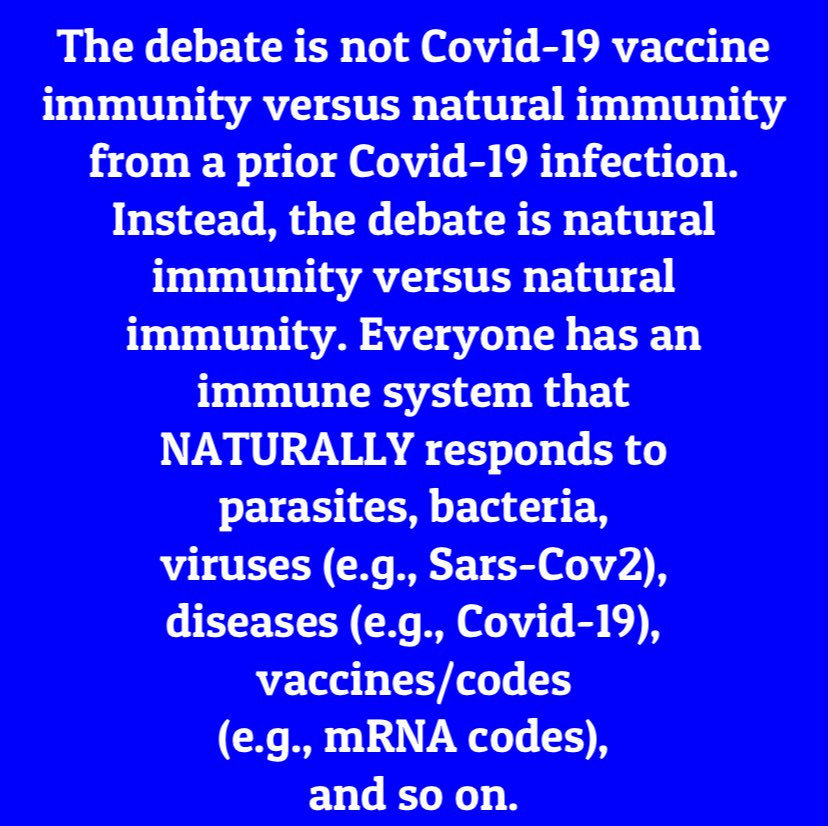 The debate is not Covid-19 vaccine
immunity versus natural immunity
from a prior Covid-19 infection.
Instead, the debate is natural
immunity versus natural
immunity. Everyone has an
immune system that
NATURALLY responds to
parasites, bacteria,
viruses (e.g., Sars-Cov2),
diseases (e.g., Covid-19),
vaccines/codes
(e.g., mRNA codes),
and so on.